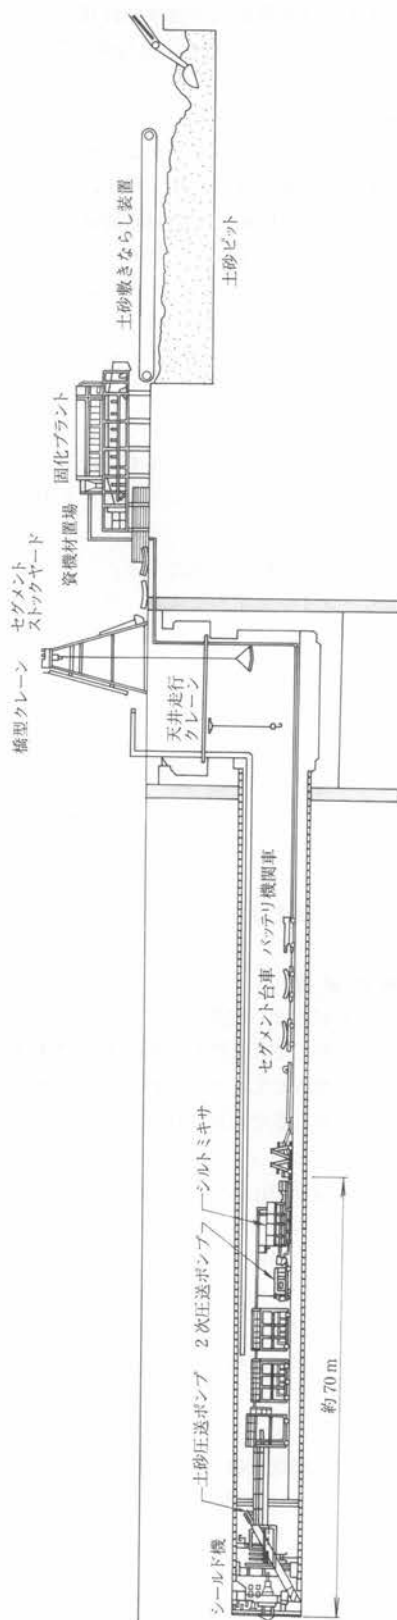 シールド機
土砂圧送ポンプ
2次圧送ポンプ
シルトミキサ
約70m
セグメント台車
バッテリ機関車
橋型クレーン
天井走行
クレーン
セグメント
ストックヤード
資機材置場
固化プラント
土砂敷きならし装置
土砂ピット